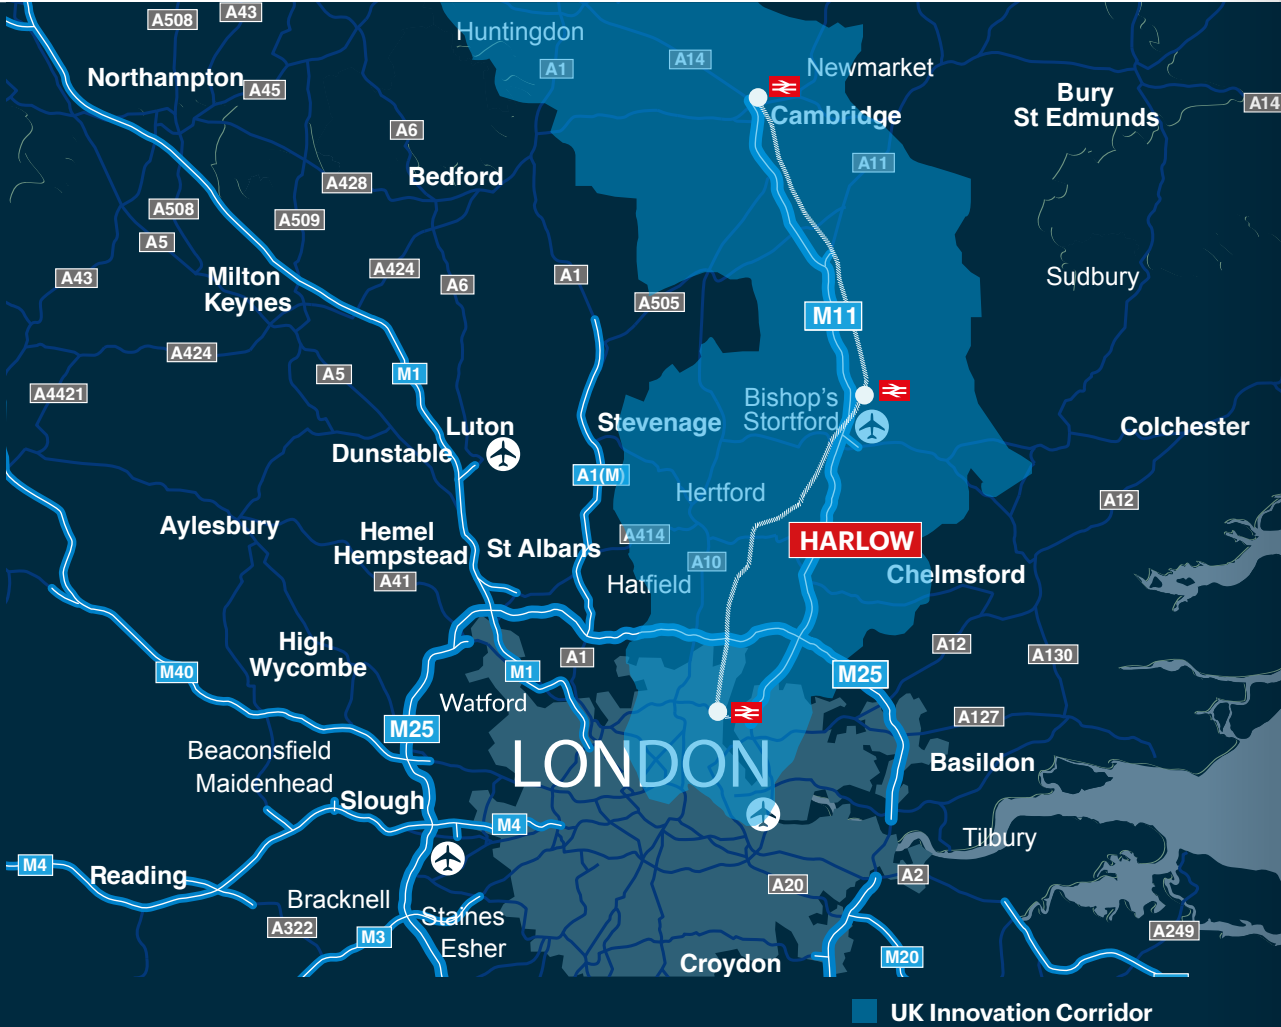 A508
A43
Huntingdon
A1
A14
Newmarket
Northampton
A45
Cambridge
Bury
St Edmunds
A14
A6
A428
Bedford
A11
A508
A509
A5
A43
Milton
Keynes
A424
A6
A1
A505
Sudbury
M11
A424
A5
M1
A4421
Bishop's
Stortford
Luton
Dunstable
Stevenage
Colchester
A1(M)
Hertford
A12
Aylesbury
Hemel
Hempstead
St Albans
A414
HARLOW
A41
Hatfield
A10
Chelmsford
High
Wycombe
A1
A12
A130
M40
M1
M25
Watford
M25
A127
Beaconsfield
Maidenhead
LONDON
Basildon
Slough
M4
Tilbury
M4
Reading
A20
A2
Bracknell
A322
M3
Staines
Esher
Croydon
M20
A249
UK Innovation Corridor